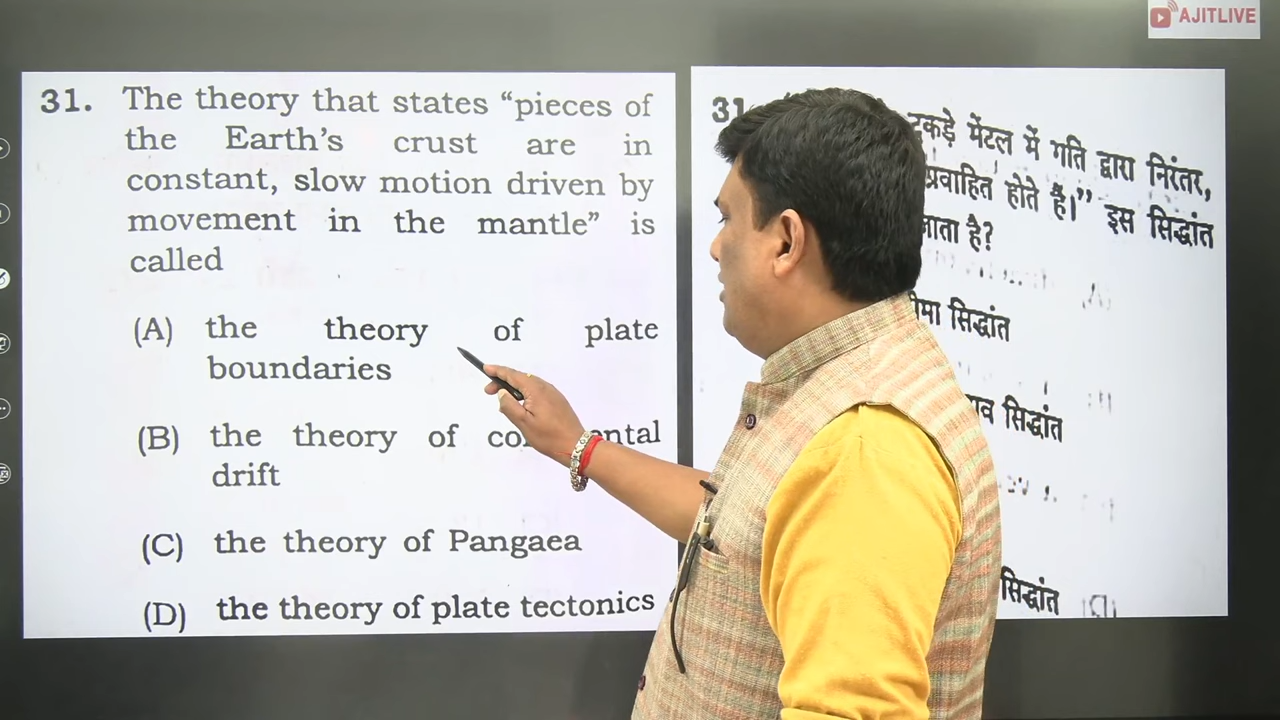 AJITLIVE
31. The theory that states “pieces of
the Earth’s crust are in
constant, slow motion driven by
movement in the mantle” is
called
(A) the theory of plate
boundaries
(B) the theory of
drift
(C) the theory of Pangaea
(D) the theory of plate tectonics
31
टुकड़े मेंटल में गति द्वारा निरंतर,
प्रवाहित होते है।” इस सिद्धांत
है?
सिद्धांत
सिद्धांत
सिद्धांत